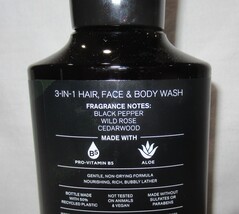 3-IN-1 HAIR, FACE & BODY WASH
FRAGRANCE NOTES:
BLACK PEPPER
WILD ROSE
CEDARWOOD
MADE WITH
B5
PRO-VITAMIN B5 ALOE
GENTLE, NON-DRYING FORMULA
NOURISHING, RICH, BUBBLY LATHER
BOTTLE MADE NOT TESTED MADE WITHOUT
WITH 50% ON ANIMALS SULFATES OR
RECYCLED PLASTIC & VEGAN PARABENS